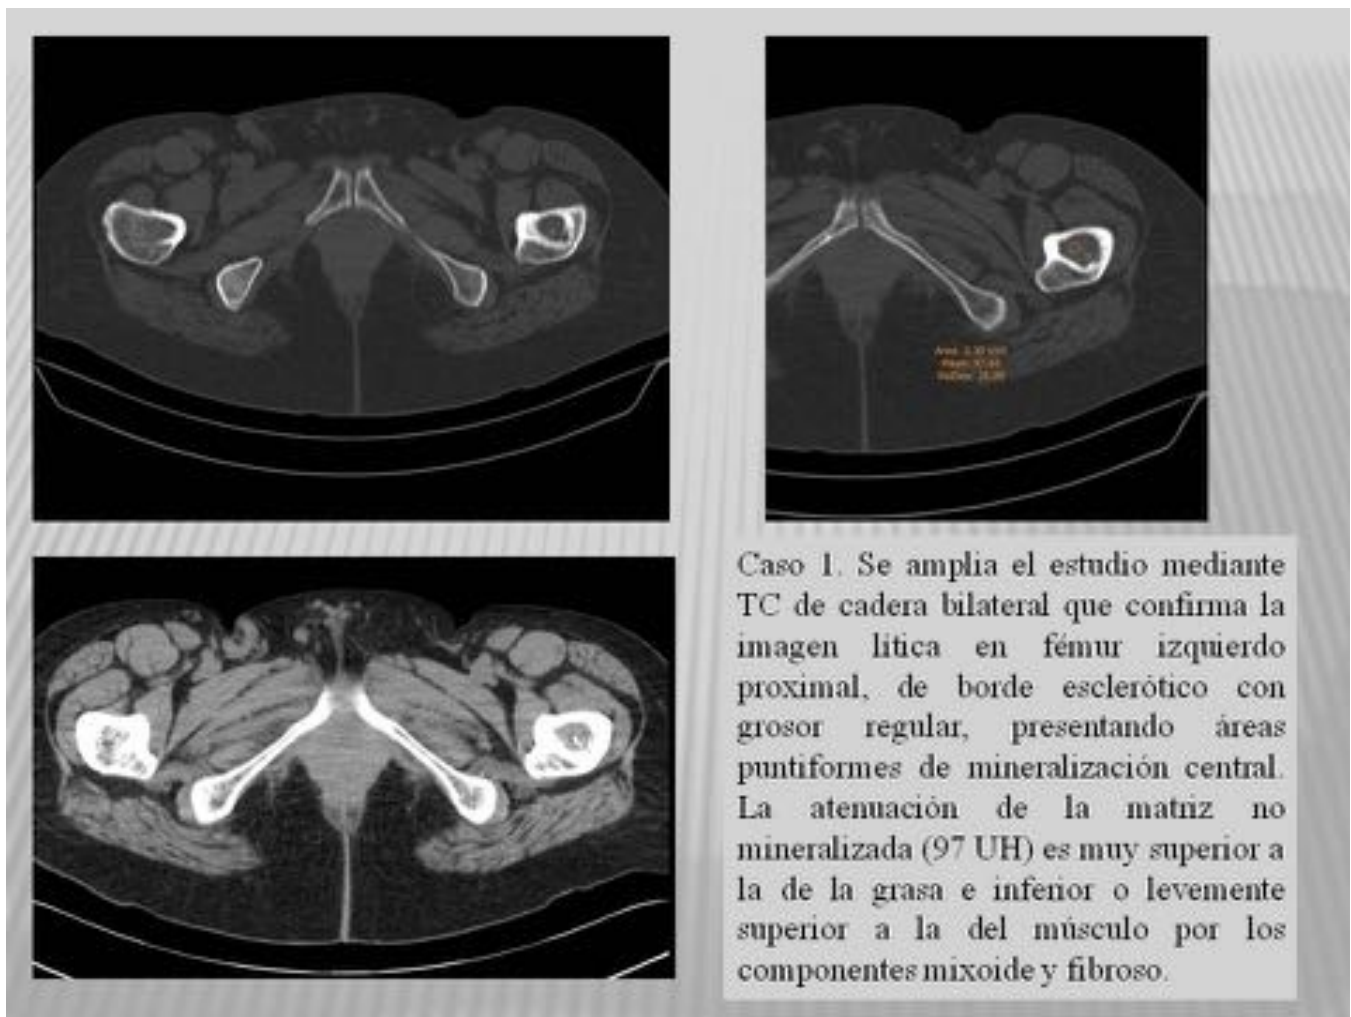 Caso 1. Se amplia el estudio mediante
TC de cadera bilateral que confirma la
imagen lítica en fémur izquierdo
proximal, de borde esclerótico con
grosor regular, presentando áreas
puntiformes de mineralización central.
La atenuación de la matriz no
mineralizada (97 UH) es muy superior a
la de la grasa e inferior o levemente
superior a la del músculo por los
componentes mixoide y fibroso.